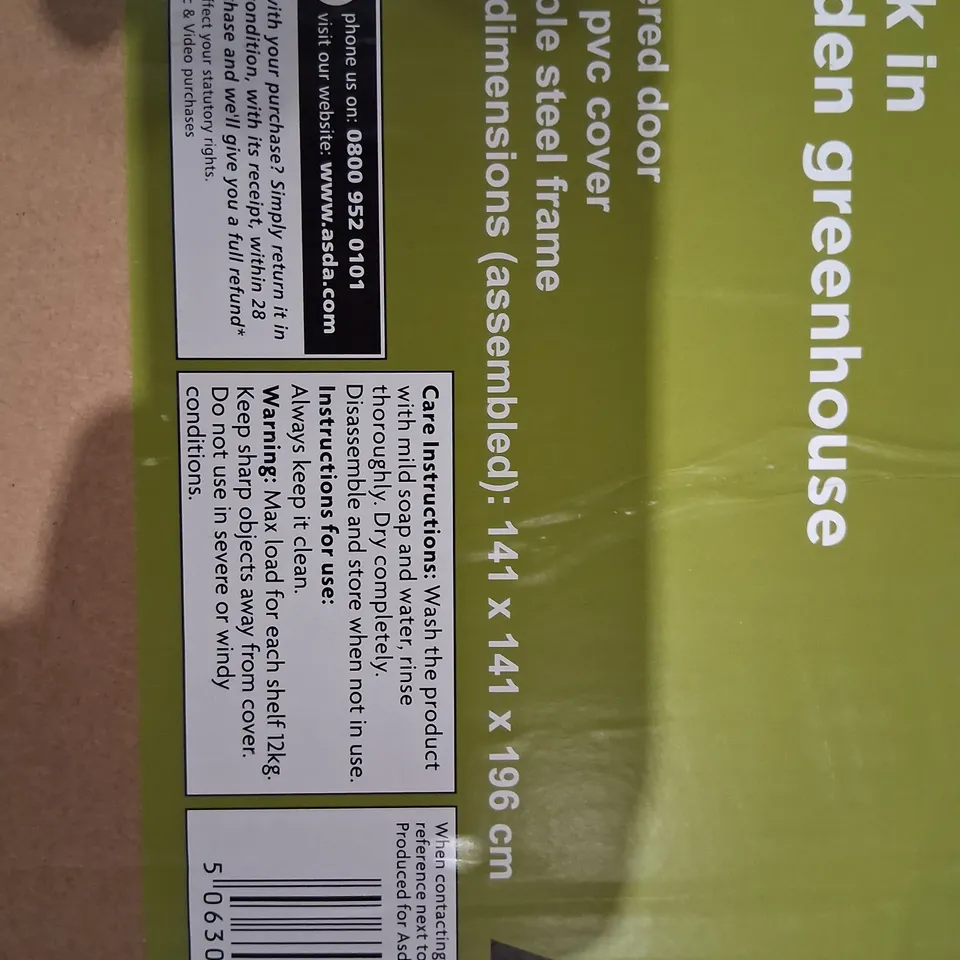 k in
den greenhouse
ered door
pvc cover
ble steel frame
dimensions (assembled): 141 x 141 x 196 cm
phone us on: 0800 952 0101
visit our website: www.asda.com
with your purchase? Simply return it in
condition, with its receipt, within 28
hase and we'll give you a full refund*
ffect your statutory rights.
c & Video purchases
Care Instructions: Wash the product
with mild soap and water, rinse
thoroughly. Dry completely.
Disassemble and store when not in use.
Instructions for use:
Always keep it clean.
Warning: Max load for each shelf 12kg.
Keep sharp objects away from cover.
Do not use in severe or windy
conditions.
When contacting
reference next to
Produced for Asd
5 0630